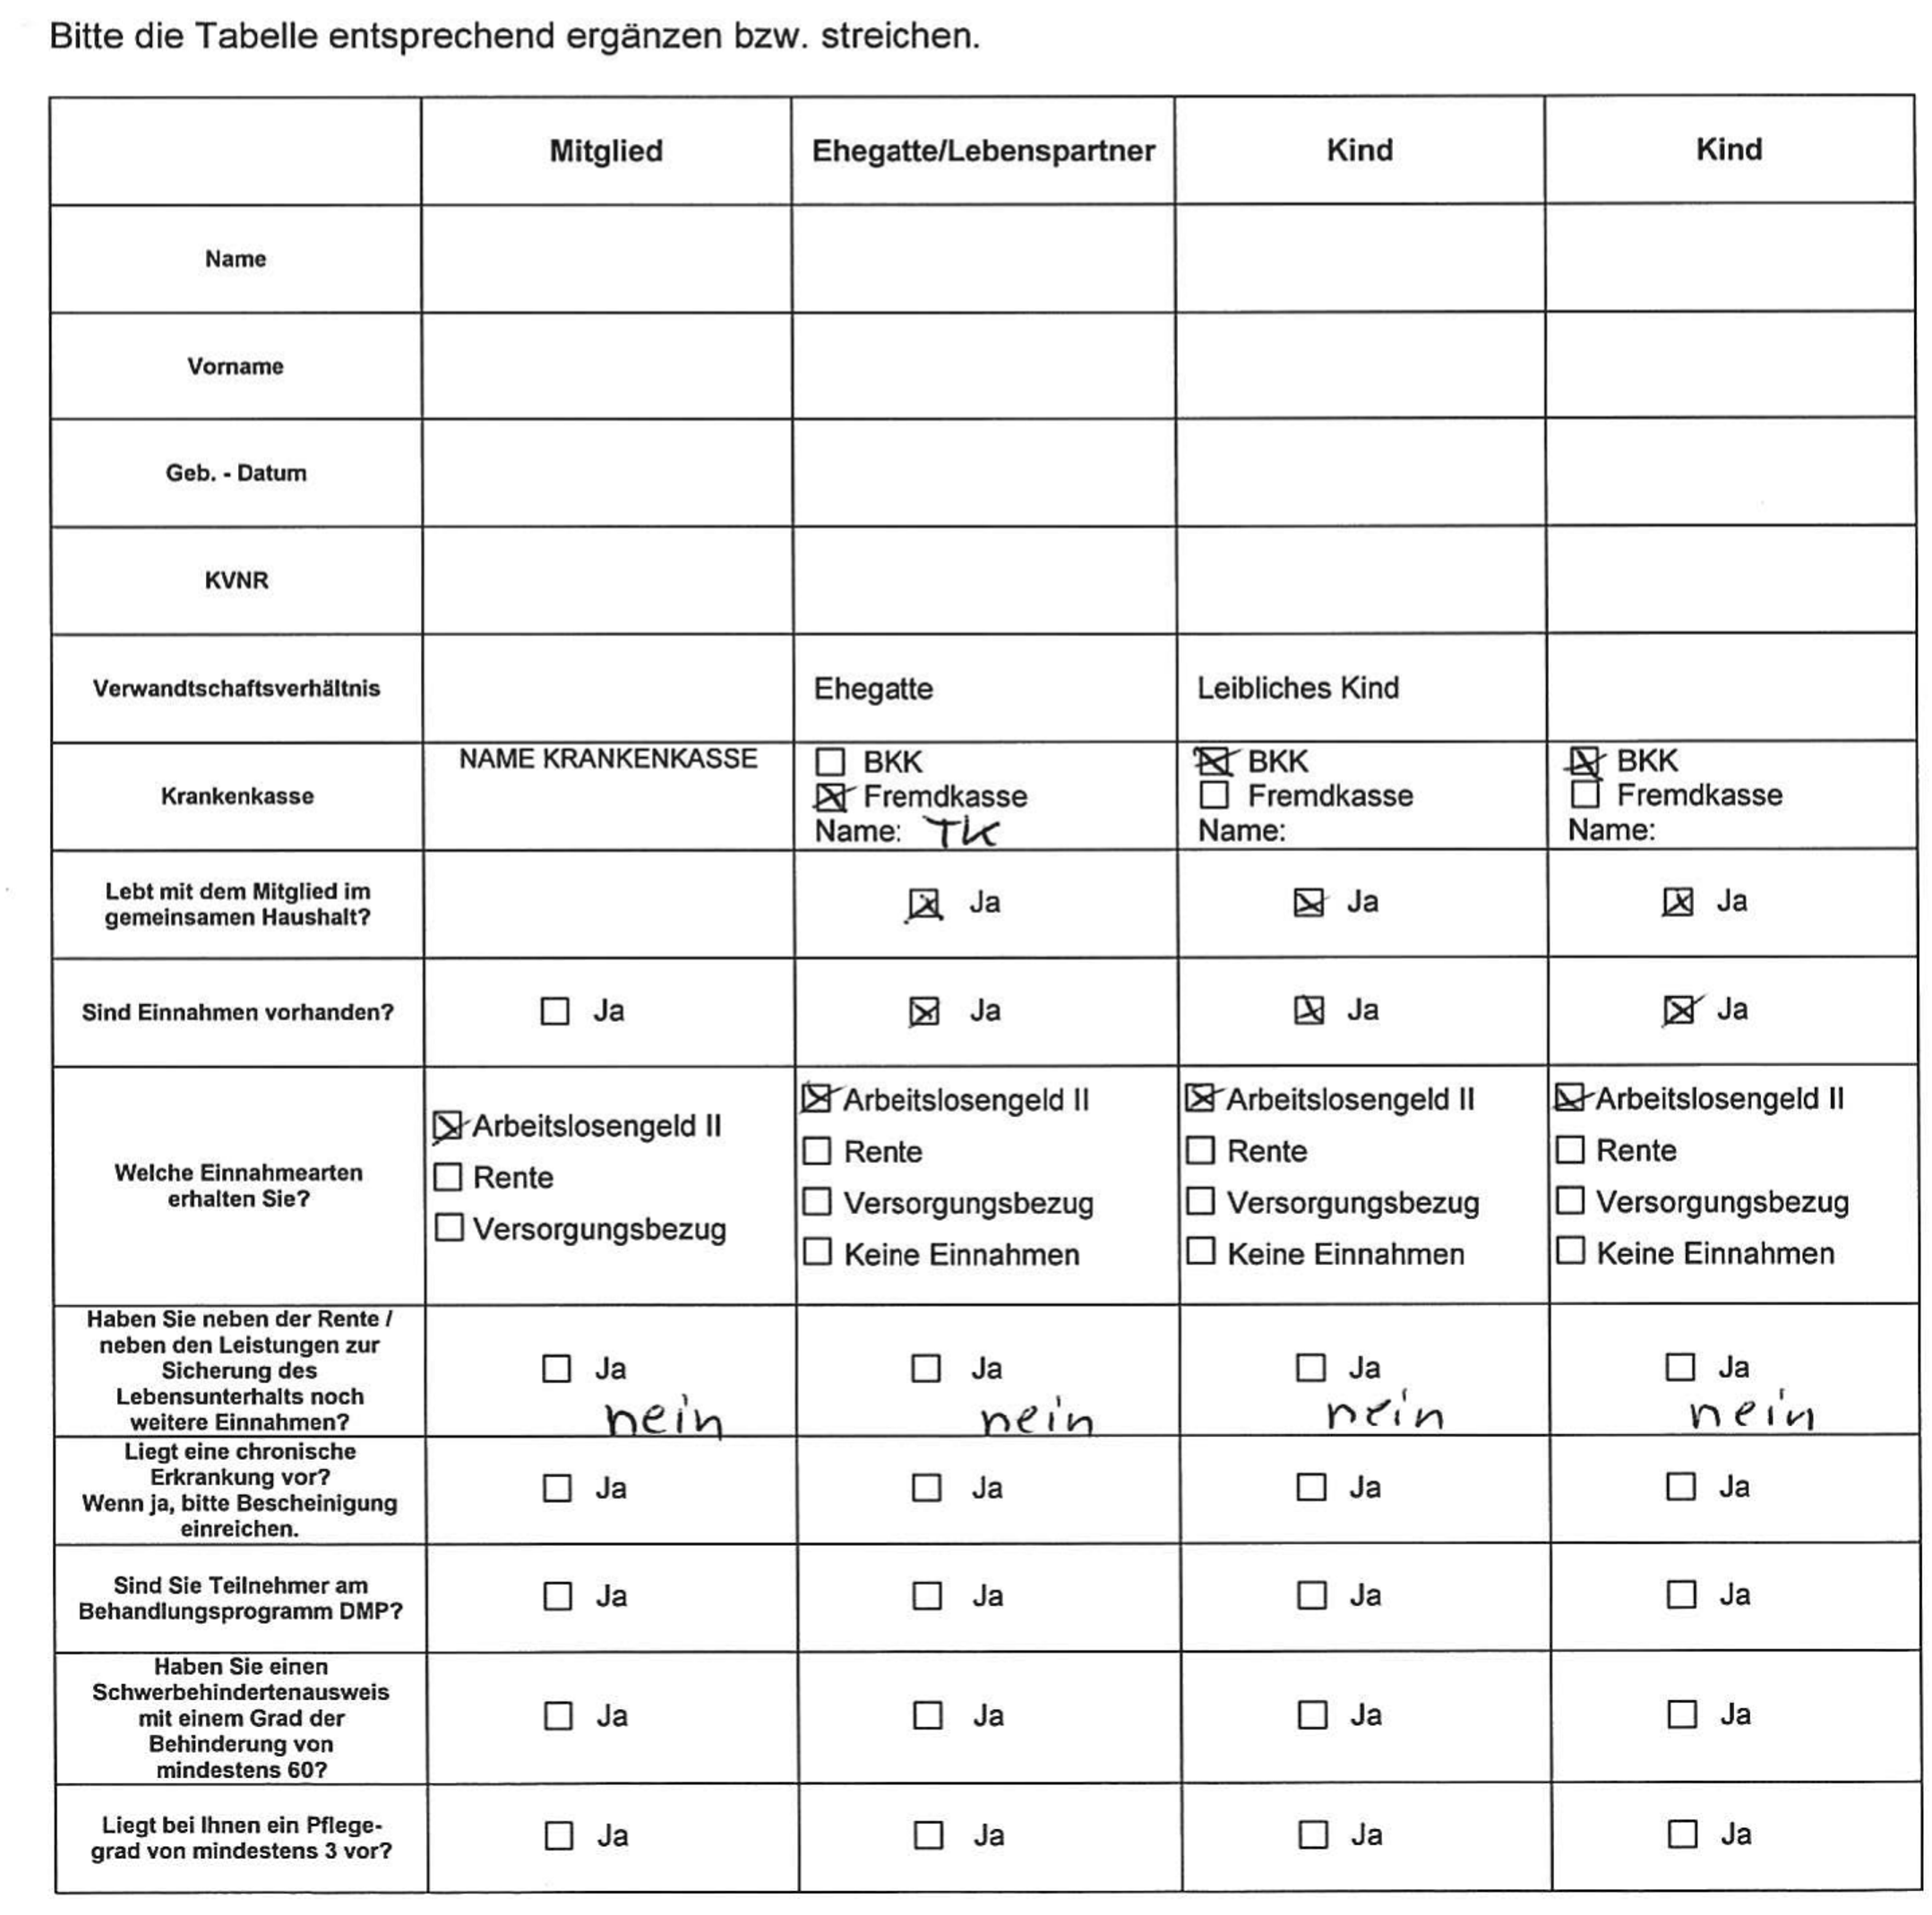 Bitte die Tabelle entsprechend ergänzen bzw. streichen.
Mitglied Ehegatte/Lebenspartner Kind Kind
Name
Vorname
Geb. - Datum
KVNR
Verwandtschaftsverhältnis Ehegatte Leibliches Kind
Krankenkasse
NAME KRANKENKASSE
☐ BKK
☒ Fremdkasse
Name: TK
☒ BKK
☐ Fremdkasse
Name:
☒ BKK
☐ Fremdkasse
Name:
Lebt mit dem Mitglied im
gemeinsamen Haushalt?
☒ Ja ☒ Ja ☒ Ja
Sind Einnahmen vorhanden? ☐ Ja ☒ Ja ☒ Ja ☒ Ja
Welche Einnahmearten
erhalten Sie?
☒ Arbeitslosengeld II
☐ Rente
☐ Versorgungsbezug
☒ Arbeitslosengeld II
☐ Rente
☐ Versorgungsbezug
☐ Keine Einnahmen
☒ Arbeitslosengeld II
☐ Rente
☐ Versorgungsbezug
☐ Keine Einnahmen
☒ Arbeitslosengeld II
☐ Rente
☐ Versorgungsbezug
☐ Keine Einnahmen
Haben Sie neben der Rente /
neben den Leistungen zur
Sicherung des
Lebensunterhalts noch
weitere Einnahmen?
☐ Ja ☐ Ja ☐ Ja ☐ Ja
nein nein nein nein
Liegt eine chronische
Erkrankung vor?
Wenn ja, bitte Bescheinigung
einreichen.
☐ Ja ☐ Ja ☐ Ja ☐ Ja
Sind Sie Teilnehmer am
Behandlungsprogramm DMP?
☐ Ja ☐ Ja ☐ Ja ☐ Ja
Haben Sie einen
Schwerbehindertenausweis
mit einem Grad der
Behinderung von
mindestens 60?
☐ Ja ☐ Ja ☐ Ja ☐ Ja
Liegt bei Ihnen ein Pflege-
grad von mindestens 3 vor?
☐ Ja ☐ Ja ☐ Ja ☐ Ja